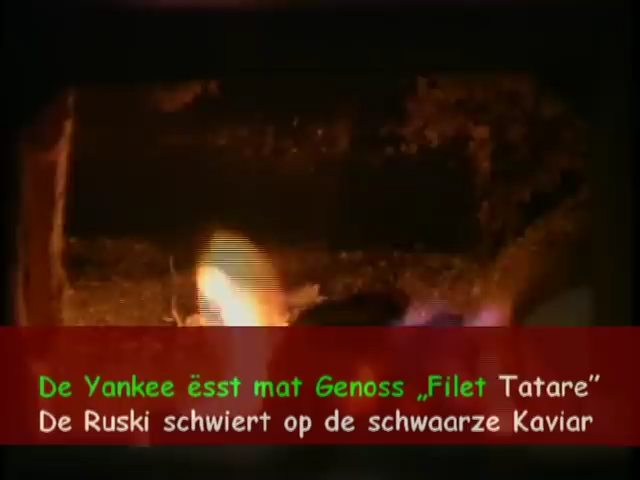 De Yankee ësst mat Genoss „Filet Tatare”
De Ruski schwiert op de schwaarze Kaviar